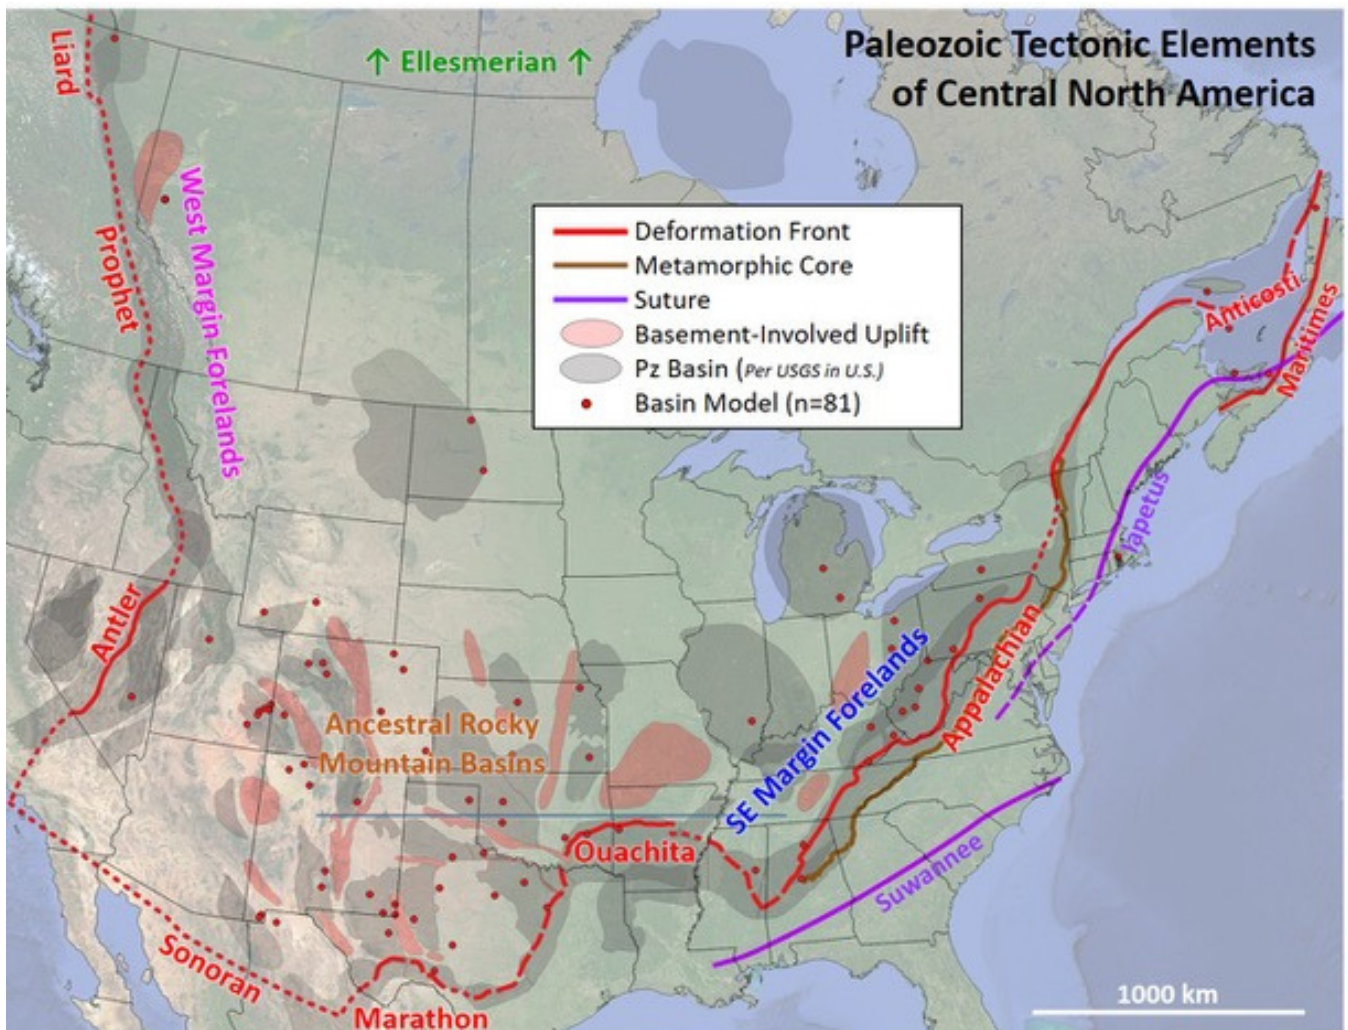 Paleozoic Tectonic Elements
of Central North America
↑ Ellesmerian ↑
Liard
Prophet
West Margin Forelands
Deformation Front
Metamorphic Core
Suture
Basement-Involved Uplift
Pz Basin (Per USGS in U.S.)
Basin Model (n=81)
Anticosti
Maritimes
Iapetus
Antler
Appalachian
SE Margin Forelands
Ancestral Rocky
Mountain Basins
Ouachita
Suwannee
Sonoran
Marathon
1000 km